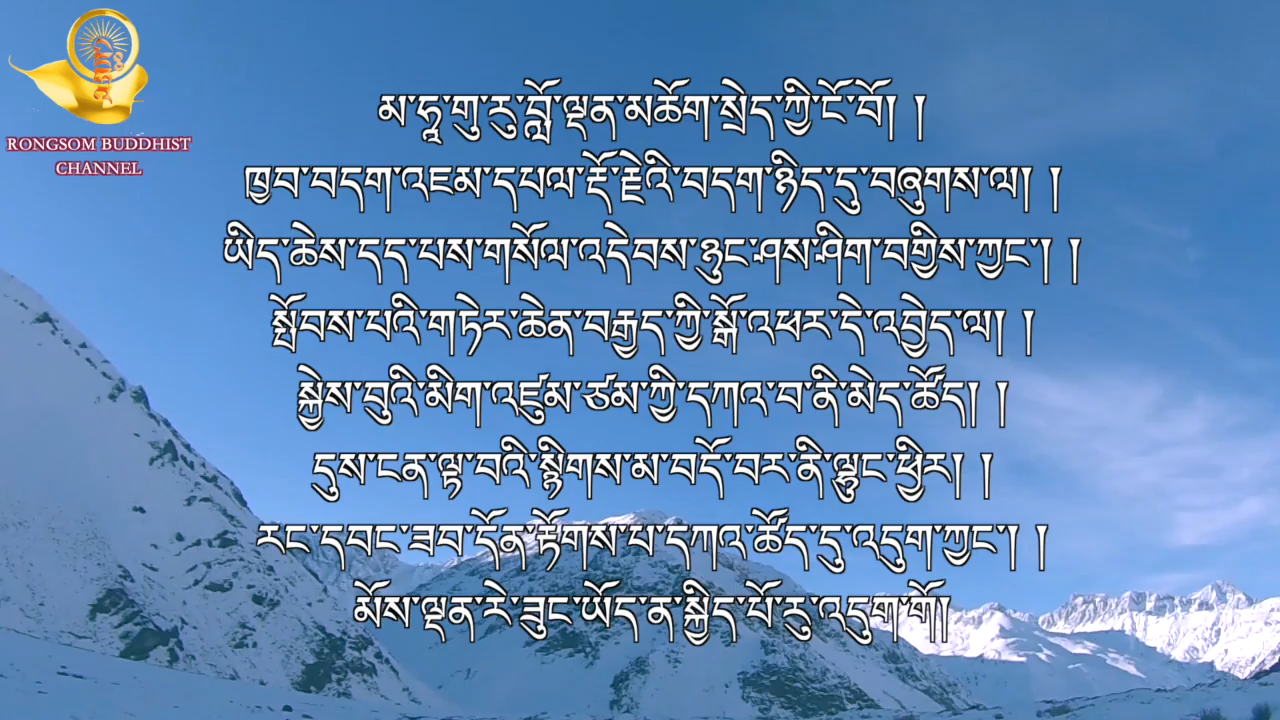 RONGSOM BUDDHIST
CHANNEL
མ་ཧཱ་གུ་རུ་བློ་ལྡན་མཆོག་སྲེད་ཀྱི་ངོ་བོ། །
ཁྱབ་བདག་འཇམ་དཔལ་རྡོ་རྗེའི་བདག་ཉིད་དུ་བཞུགས་ལ། །
ཡིད་ཆེས་དད་པས་གསོལ་འདེབས་ཉུང་ཤས་ཤིག་བགྱིས་ཀྱང་། །
སྤོབས་པའི་གཏེར་ཆེན་བརྒྱད་ཀྱི་སྒོ་འཕར་དེ་འབྱེད་ལ། །
སྐྱེས་བུའི་མིག་འཛུམ་ཙམ་ཀྱི་དཀའ་བ་ནི་མེད་ཚོད། །
དུས་ངན་ལྟ་བའི་སྙིགས་མ་བདོ་བར་ནི་ལྷུང་ཕྱིར། །
རང་དབང་ཟབ་དོན་རྟོགས་པ་དཀའ་ཚོད་དུ་འདུག་ཀྱང་། །
མོས་ལྡན་རེ་ཟུང་ཡོད་ན་སྐྱིད་པོ་རུ་འདུག་གོ།